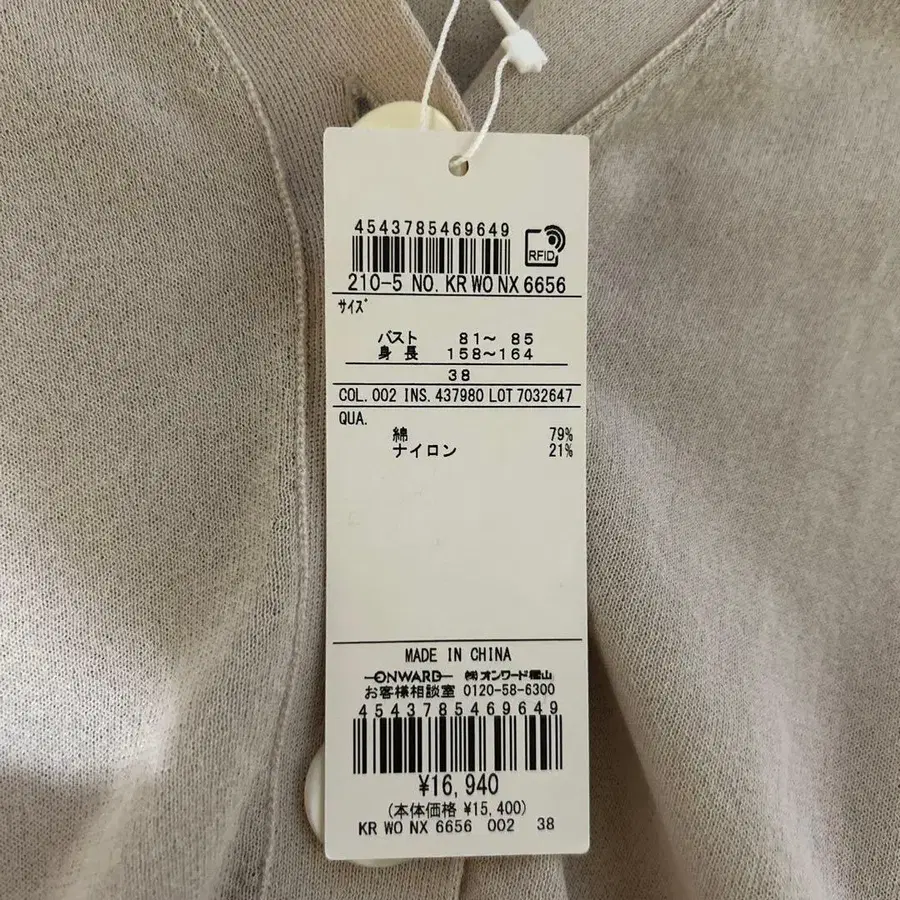 4543785469649
RFID
210-5 NO. KR WO NX 6656
サイズ
バスト 81～ 85
身 長 158～164
38
COL. 002 INS. 437980 LOT 7032647
QUA.
綿 79%
ナイロン 21%
MADE IN CHINA
ONWARD ㈱オンワード樫山
お客様相談室 0120-58-6300
4543785469649
¥16,940
(本体価格 ¥15,400)
KR WO NX 6656 002 38